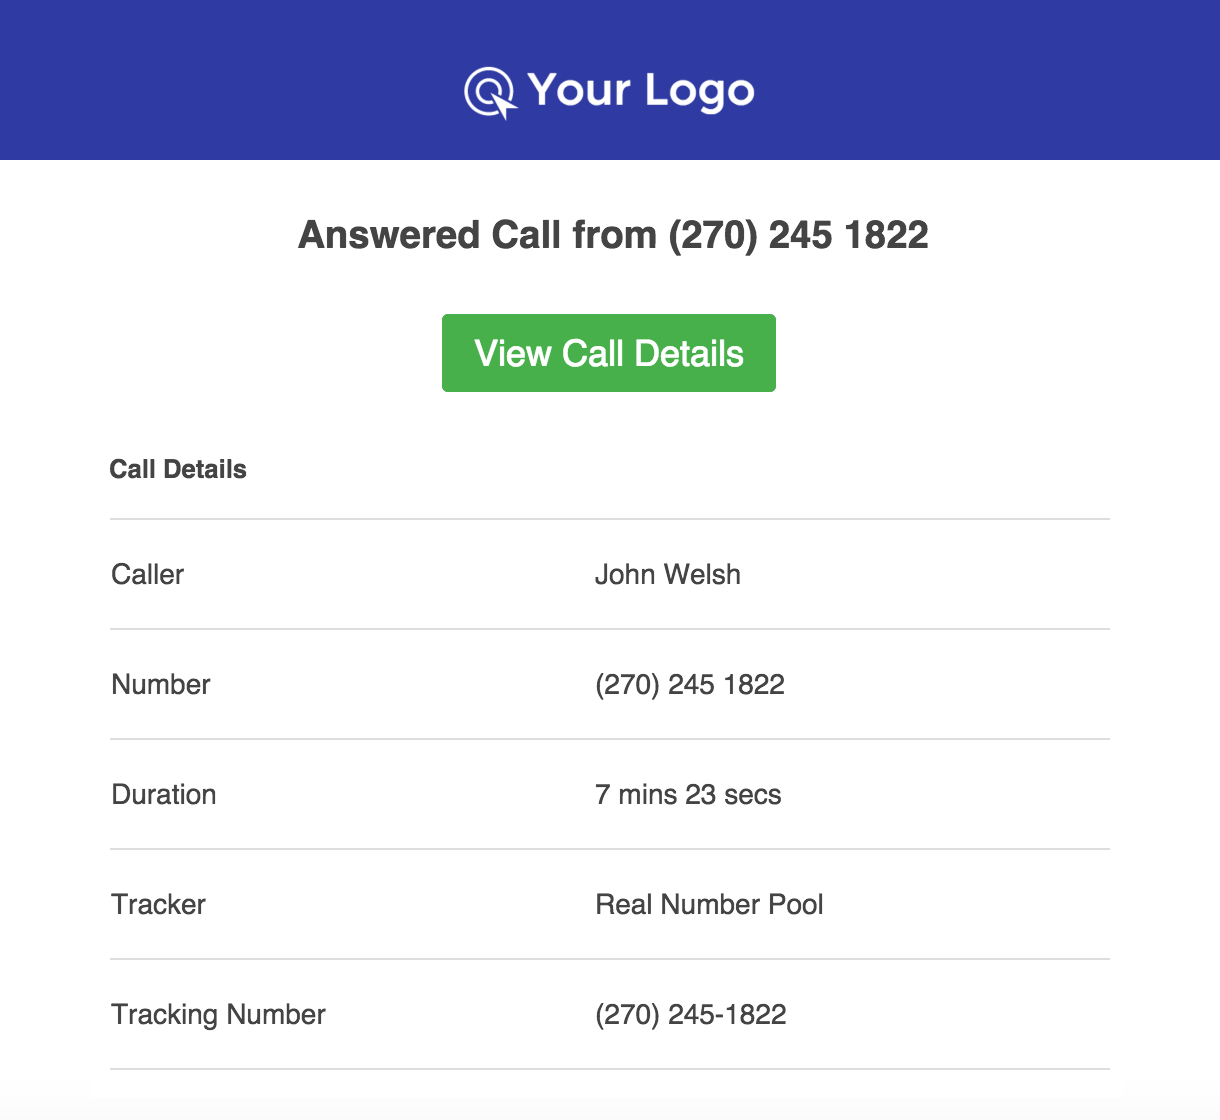 Your Logo
Answered Call from (270) 245 1822
View Call Details
Call Details
Caller John Welsh
Number (270) 245 1822
Duration 7 mins 23 secs
Tracker Real Number Pool
Tracking Number (270) 245-1822